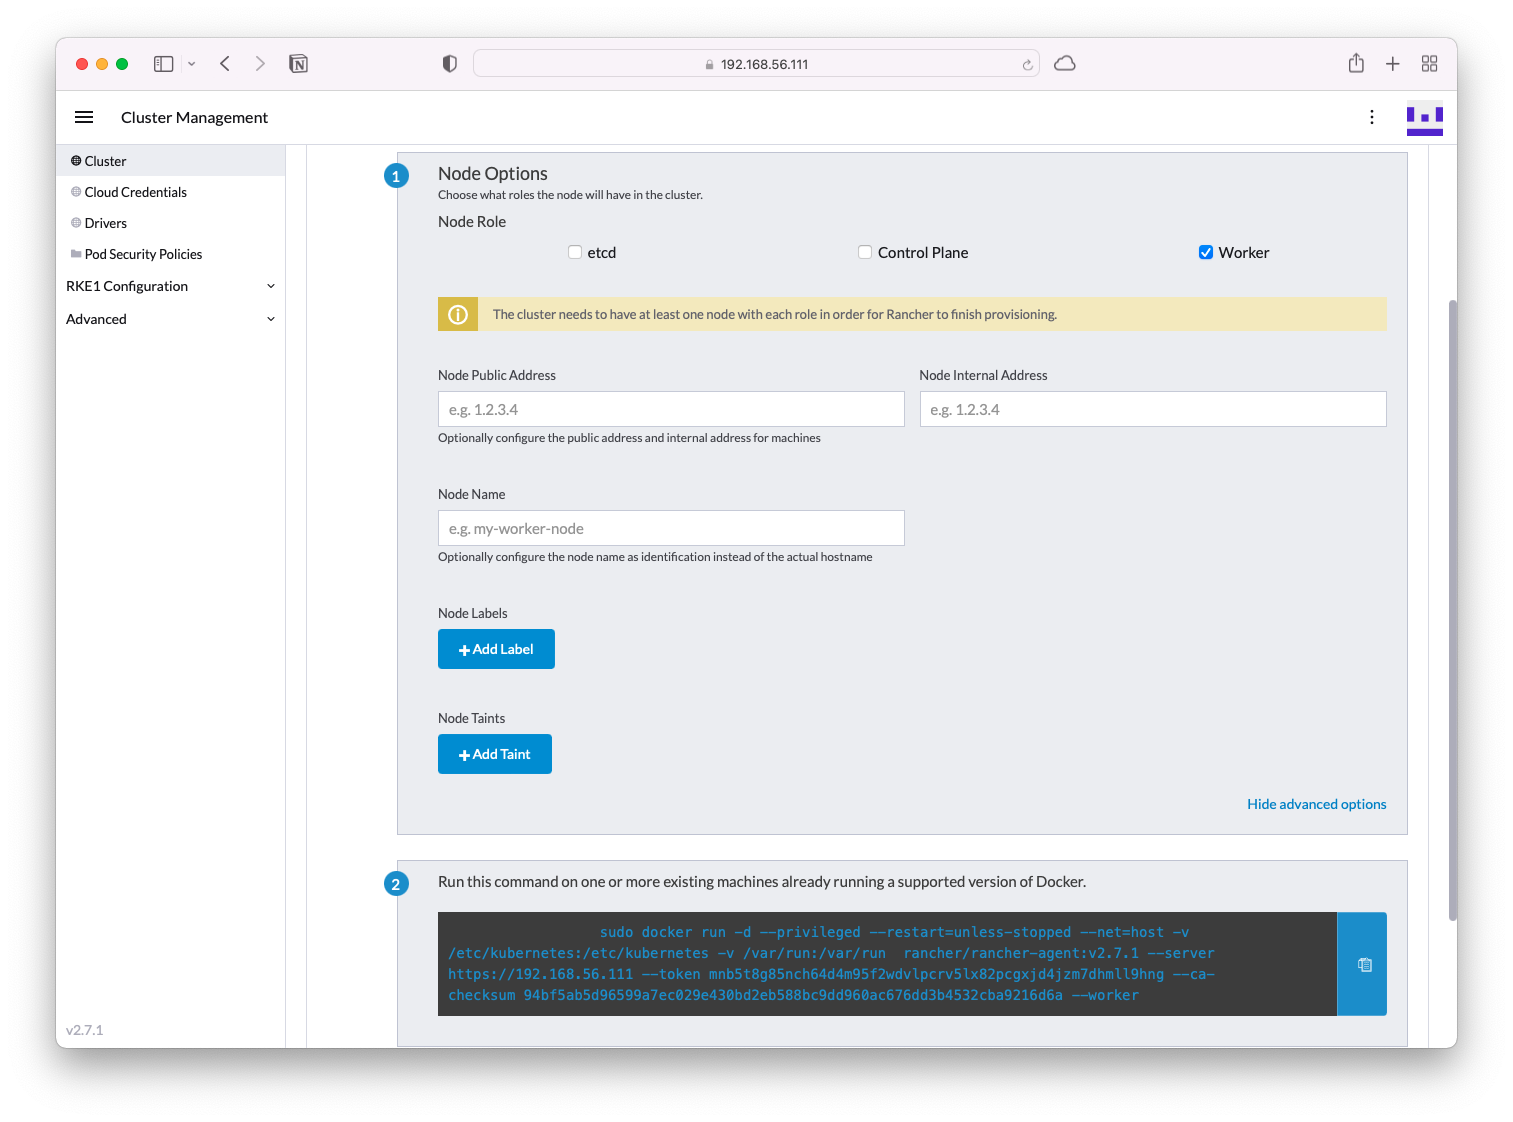 192.168.56.111
Cluster Management
Cluster
Cloud Credentials
Drivers
Pod Security Policies
RKE1 Configuration
Advanced
v2.7.1
1
Node Options
Choose what roles the node will have in the cluster.
Node Role
etcd
Control Plane
Worker
The cluster needs to have at least one node with each role in order for Rancher to finish provisioning.
Node Public Address
Node Internal Address
e.g. 1.2.3.4
e.g. 1.2.3.4
Optionally configure the public address and internal address for machines
Node Name
e.g. my-worker-node
Optionally configure the node name as identification instead of the actual hostname
Node Labels
+ Add Label
Node Taints
+ Add Taint
Hide advanced options
2
Run this command on one or more existing machines already running a supported version of Docker.
sudo docker run -d --privileged --restart=unless-stopped --net=host -v
/etc/kubernetes:/etc/kubernetes -v /var/run:/var/run rancher/rancher-agent:v2.7.1 --server
https://192.168.56.111 --token mnb5t8g85nch64d4m95f2wdvlpcrv5lx82pcgxjd4jzm7dhmll9hng --ca-
checksum 94bf5ab5d96599a7ec029e430bd2eb588bc9dd960ac676dd3b4532cba9216d6a --worker